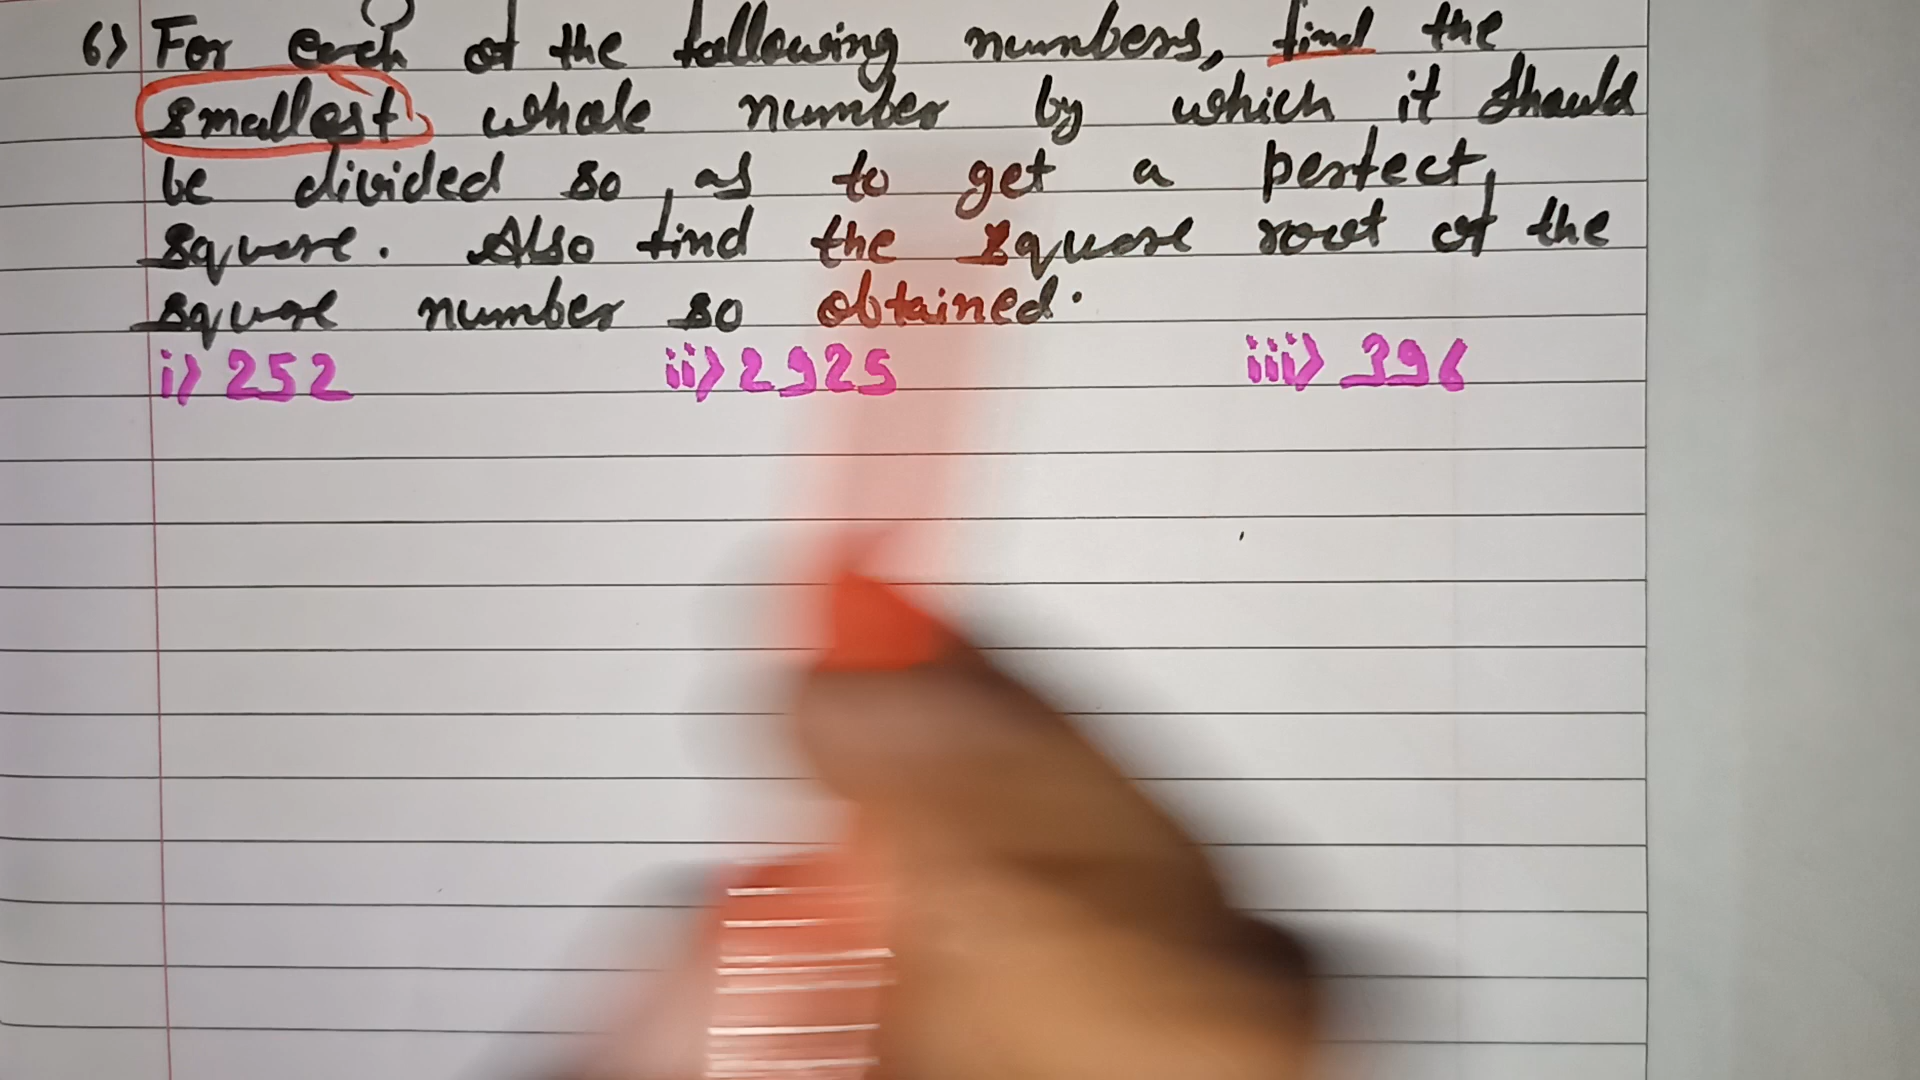 6) For each of the following numbers, find the
smallest whole number by which it should
be divided so as to get a perfect
square. Also find the square root of the
square number so obtained.
i) 252 ii) 2925 iii) 396